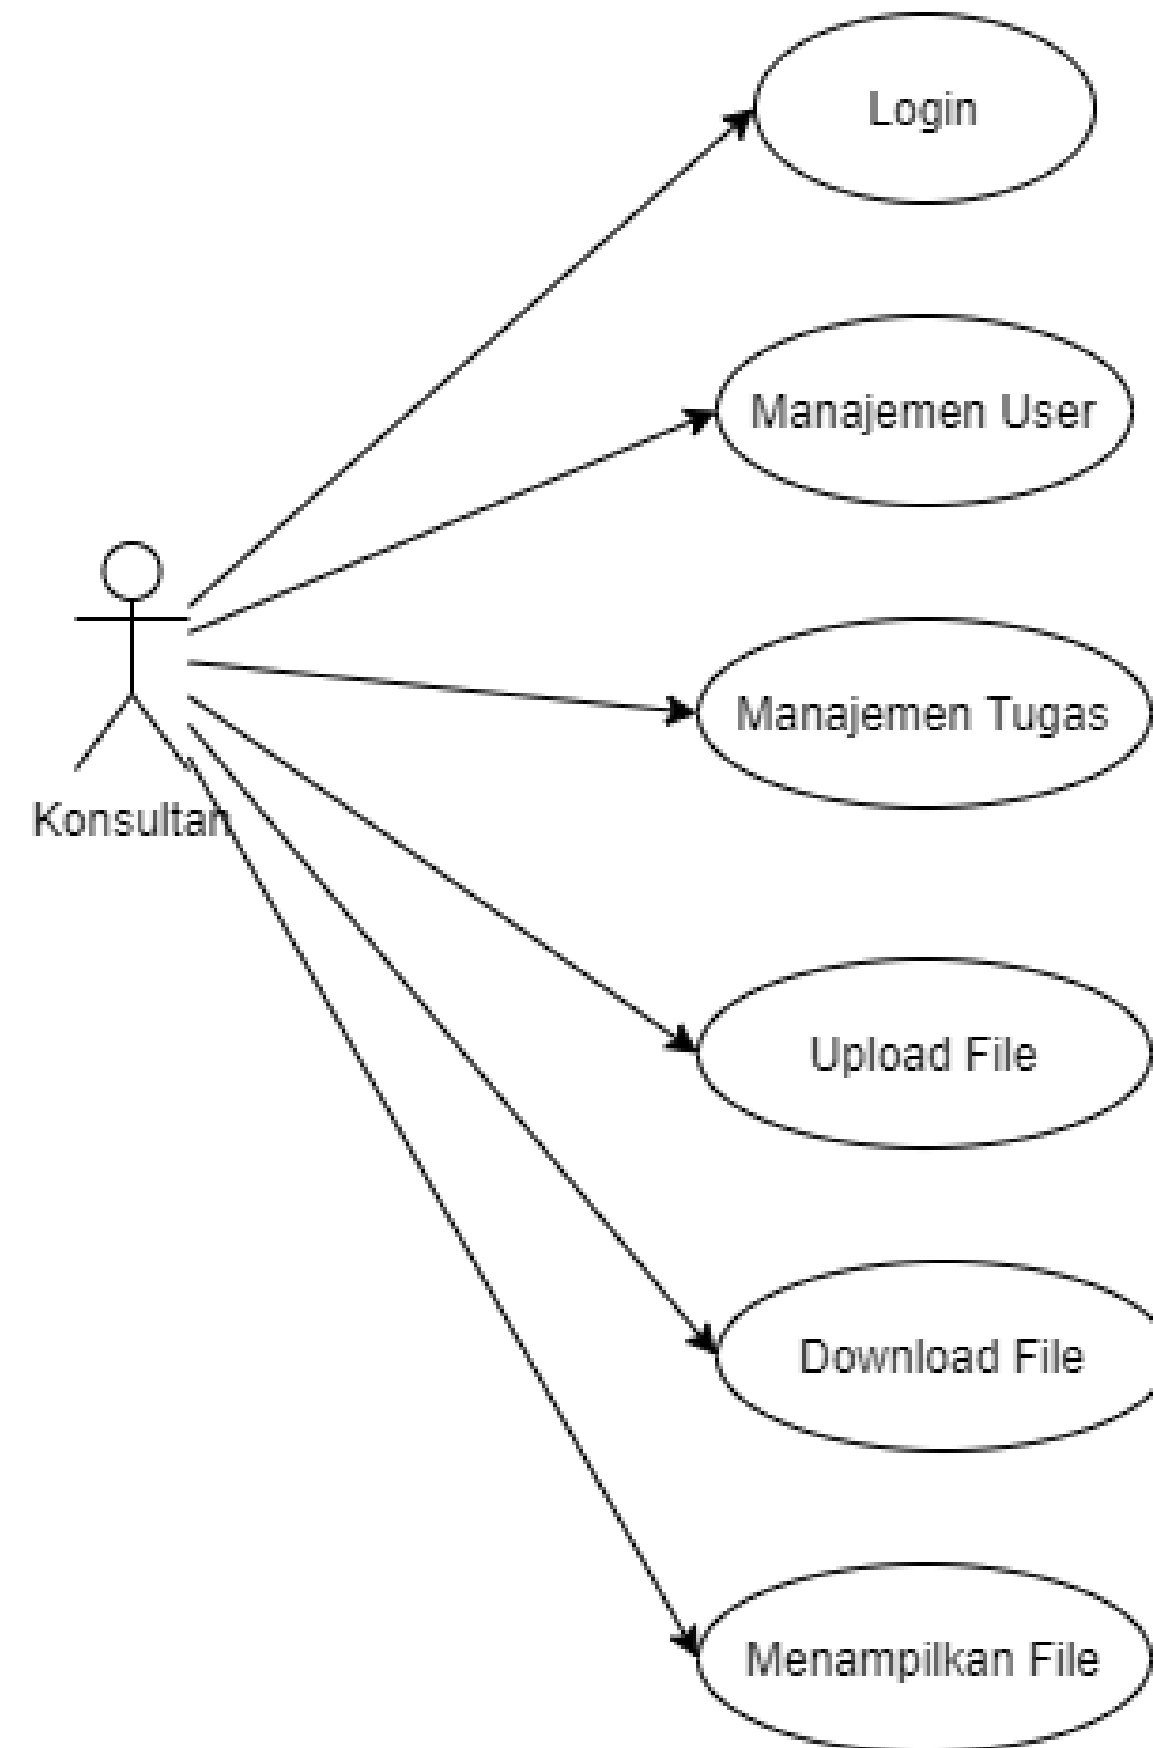 Login
Manajemen User
Manajemen Tugas
Konsultan
Upload File
Download File
Menampilkan File